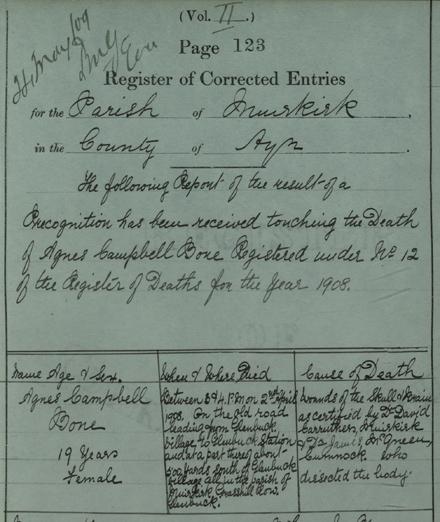 (Vol. II.)
Page 123
Register of Corrected Entries
for the Parish of Muirkirk.
in the County of Ayr.
The following Report of the result of a
Precognition has been received touching the Death
of Agnes Campbell Bone Registered under No 12
of the Register of Deaths for the Year 1908.
Name Age & Sex.
Agnes Campbell
Bone
19 Years
Female
When & Where Died
Between 3 & 4 P.M on 2nd April
1908. On the old road
leading from Glenbuck
Village to Glenbuck Station
and at a part thereof about
500 yards South of Glenbuck
Village all in the parish of
Muirkirk. Grasshill Row,
Glenbuck.
Cause of Death
Wounds of the Skull & Brain
as certified by Dr David
Carruthers, Muirkirk
& Dr James McQueen,
Cumnock who
dissected the body.